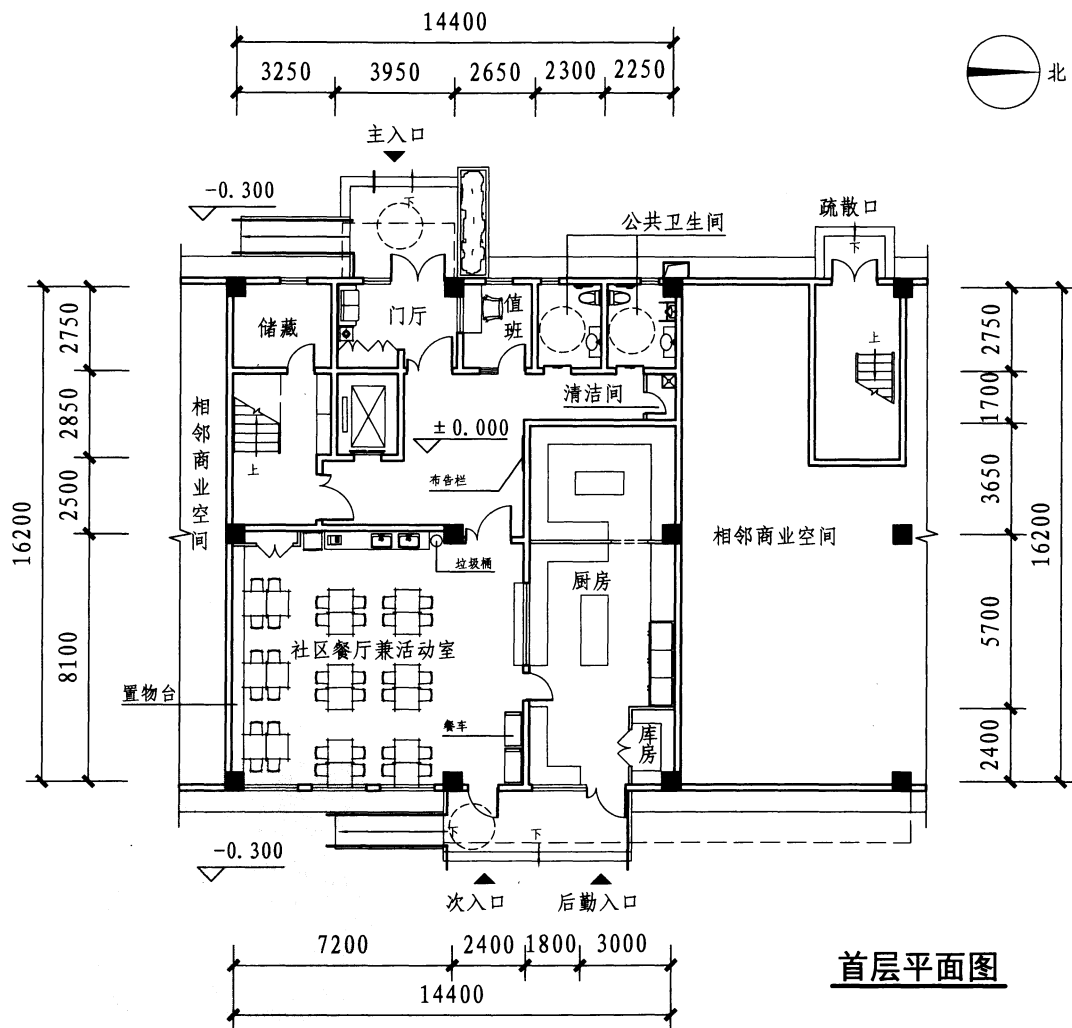 14400
3250
3950
2650
2300
2250
北
主入口
-0.300
下
公共卫生间
疏散口
下
储藏
门厅
值班
上
清洁间
相邻商业空间
上
±0.000
布告栏
相邻商业空间
垃圾桶
厨房
社区餐厅兼活动室
置物台
餐车
库房
2750
2850
2500
8100
16200
2750
1700
3650
5700
2400
16200
下
下
-0.300
次入口
后勤入口
7200
2400
1800
3000
14400
首层平面图